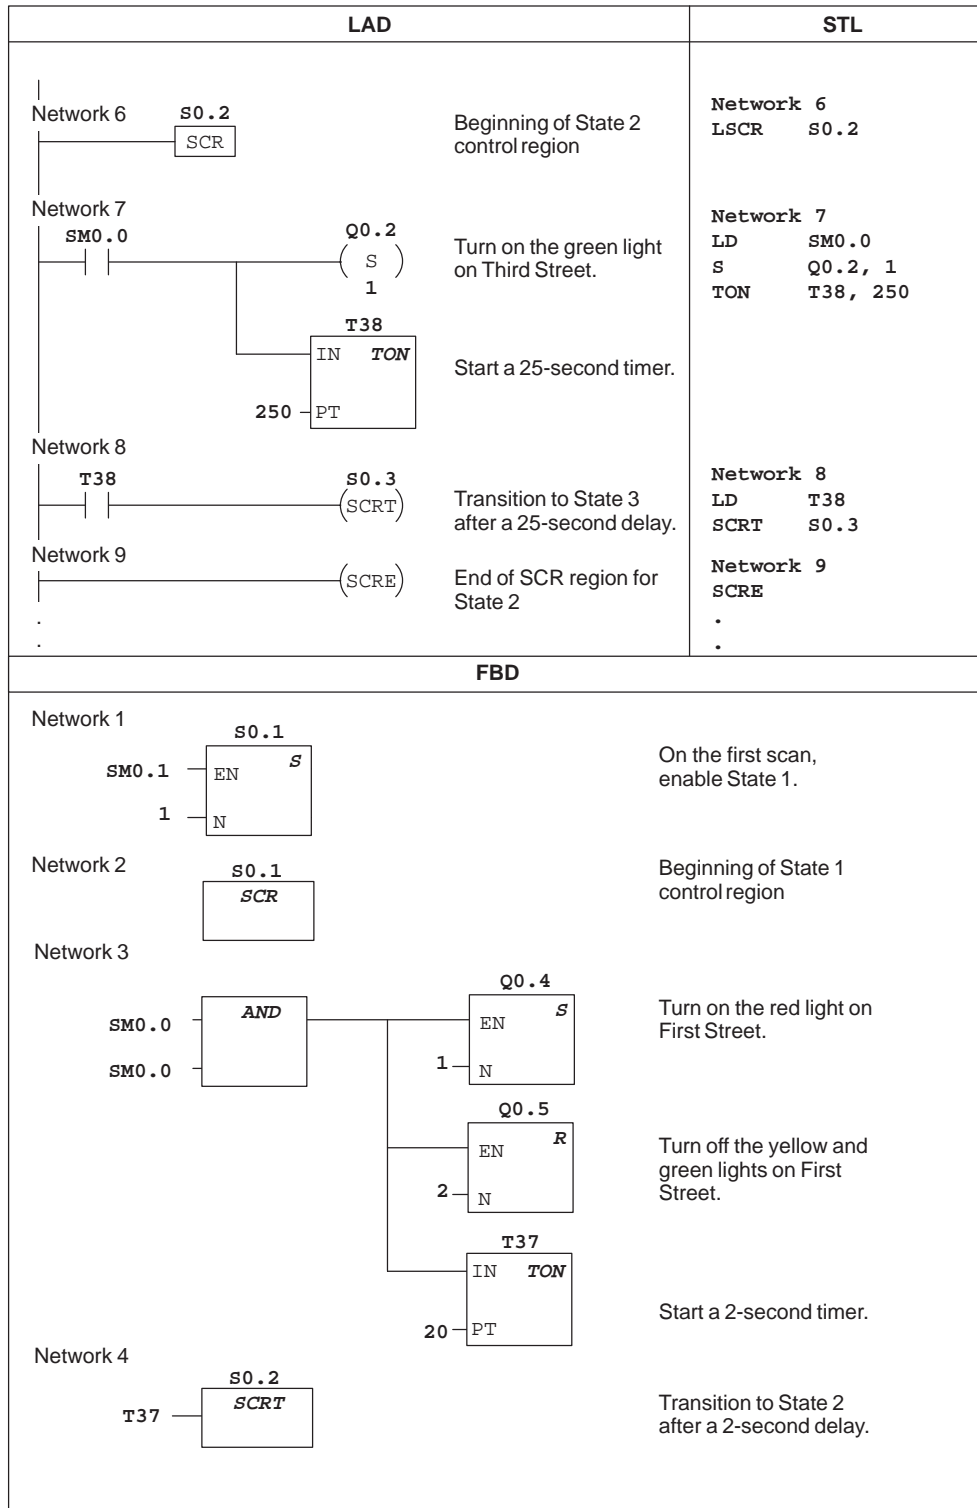 LAD
STL
Network 6
S0.2
SCR
Beginning of State 2
control region
Network 6
LSCR S0.2
Network 7
SM0.0
Q0.2
S
1
Turn on the green light
on Third Street.
T38
IN TON
250 PT
Start a 25-second timer.
Network 7
LD SM0.0
S Q0.2, 1
TON T38, 250
Network 8
T38
S0.3
SCRT
Transition to State 3
after a 25-second delay.
Network 8
LD T38
SCRT S0.3
Network 9
SCRE
End of SCR region for
State 2
.
.
Network 9
SCRE
.
.
FBD
Network 1
S0.1
SM0.1 EN S
1 N
On the first scan,
enable State 1.
Network 2
S0.1
SCR
Beginning of State 1
control region
Network 3
SM0.0 AND
SM0.0
Q0.4
EN S
1 N
Turn on the red light on
First Street.
Q0.5
EN R
2 N
Turn off the yellow and
green lights on First
Street.
T37
IN TON
20 PT
Start a 2-second timer.
Network 4
S0.2
T37 SCRT
Transition to State 2
after a 2-second delay.